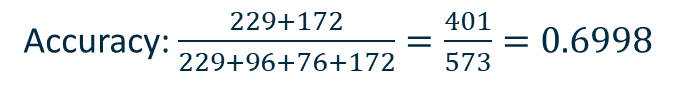 Accuracy: 229+172 / 229+96+76+172 = 401 / 573 = 0.6998